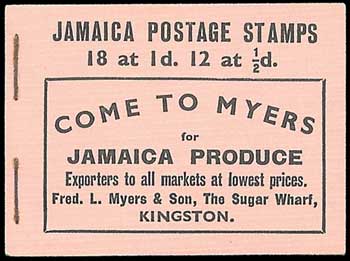 JAMAICA POSTAGE STAMPS
18 at 1d. 12 at ½d.
COME TO MYERS
for
JAMAICA PRODUCE
Exporters to all markets at lowest prices.
Fred. L. Myers & Son, The Sugar Wharf,
KINGSTON.